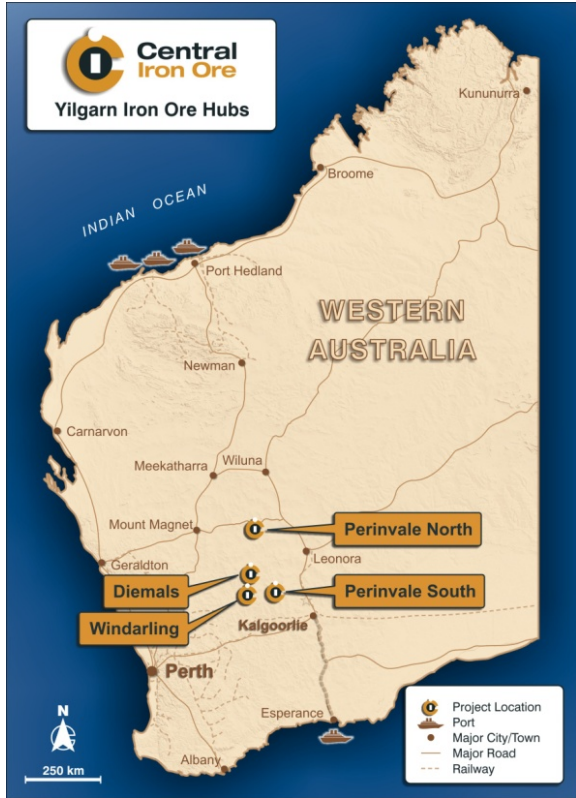 Central
Iron Ore
Yilgarn Iron Ore Hubs
Kununurra
Broome
INDIAN OCEAN
Port Hedland
WESTERN
AUSTRALIA
Newman
Carnarvon
Meekatharra
Wiluna
Mount Magnet
Perinvale North
Geraldton
Leonora
Diemals
Perinvale South
Windarling
Kalgoorlie
Perth
Esperance
Albany
N
250 km
Project Location
Port
Major City/Town
Major Road
Railway